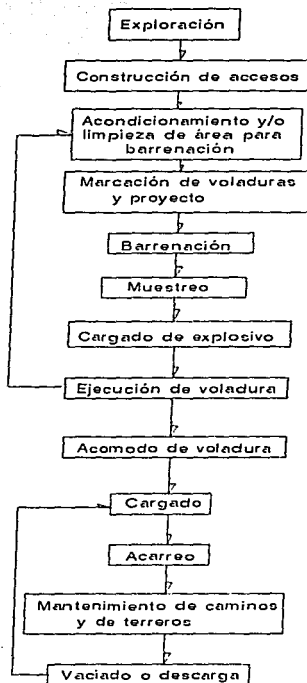 Exploración
Construcción de accesos
Acondicionamiento y/o
limpieza de área para
barrenación
Marcación de voladuras
y proyecto
Barrenación
Muestreo
Cargado de explosivo
Ejecución de voladura
Acomodo de voladura
Cargado
Acarreo
Mantenimiento de caminos
y de terreros
Vaciado o descarga